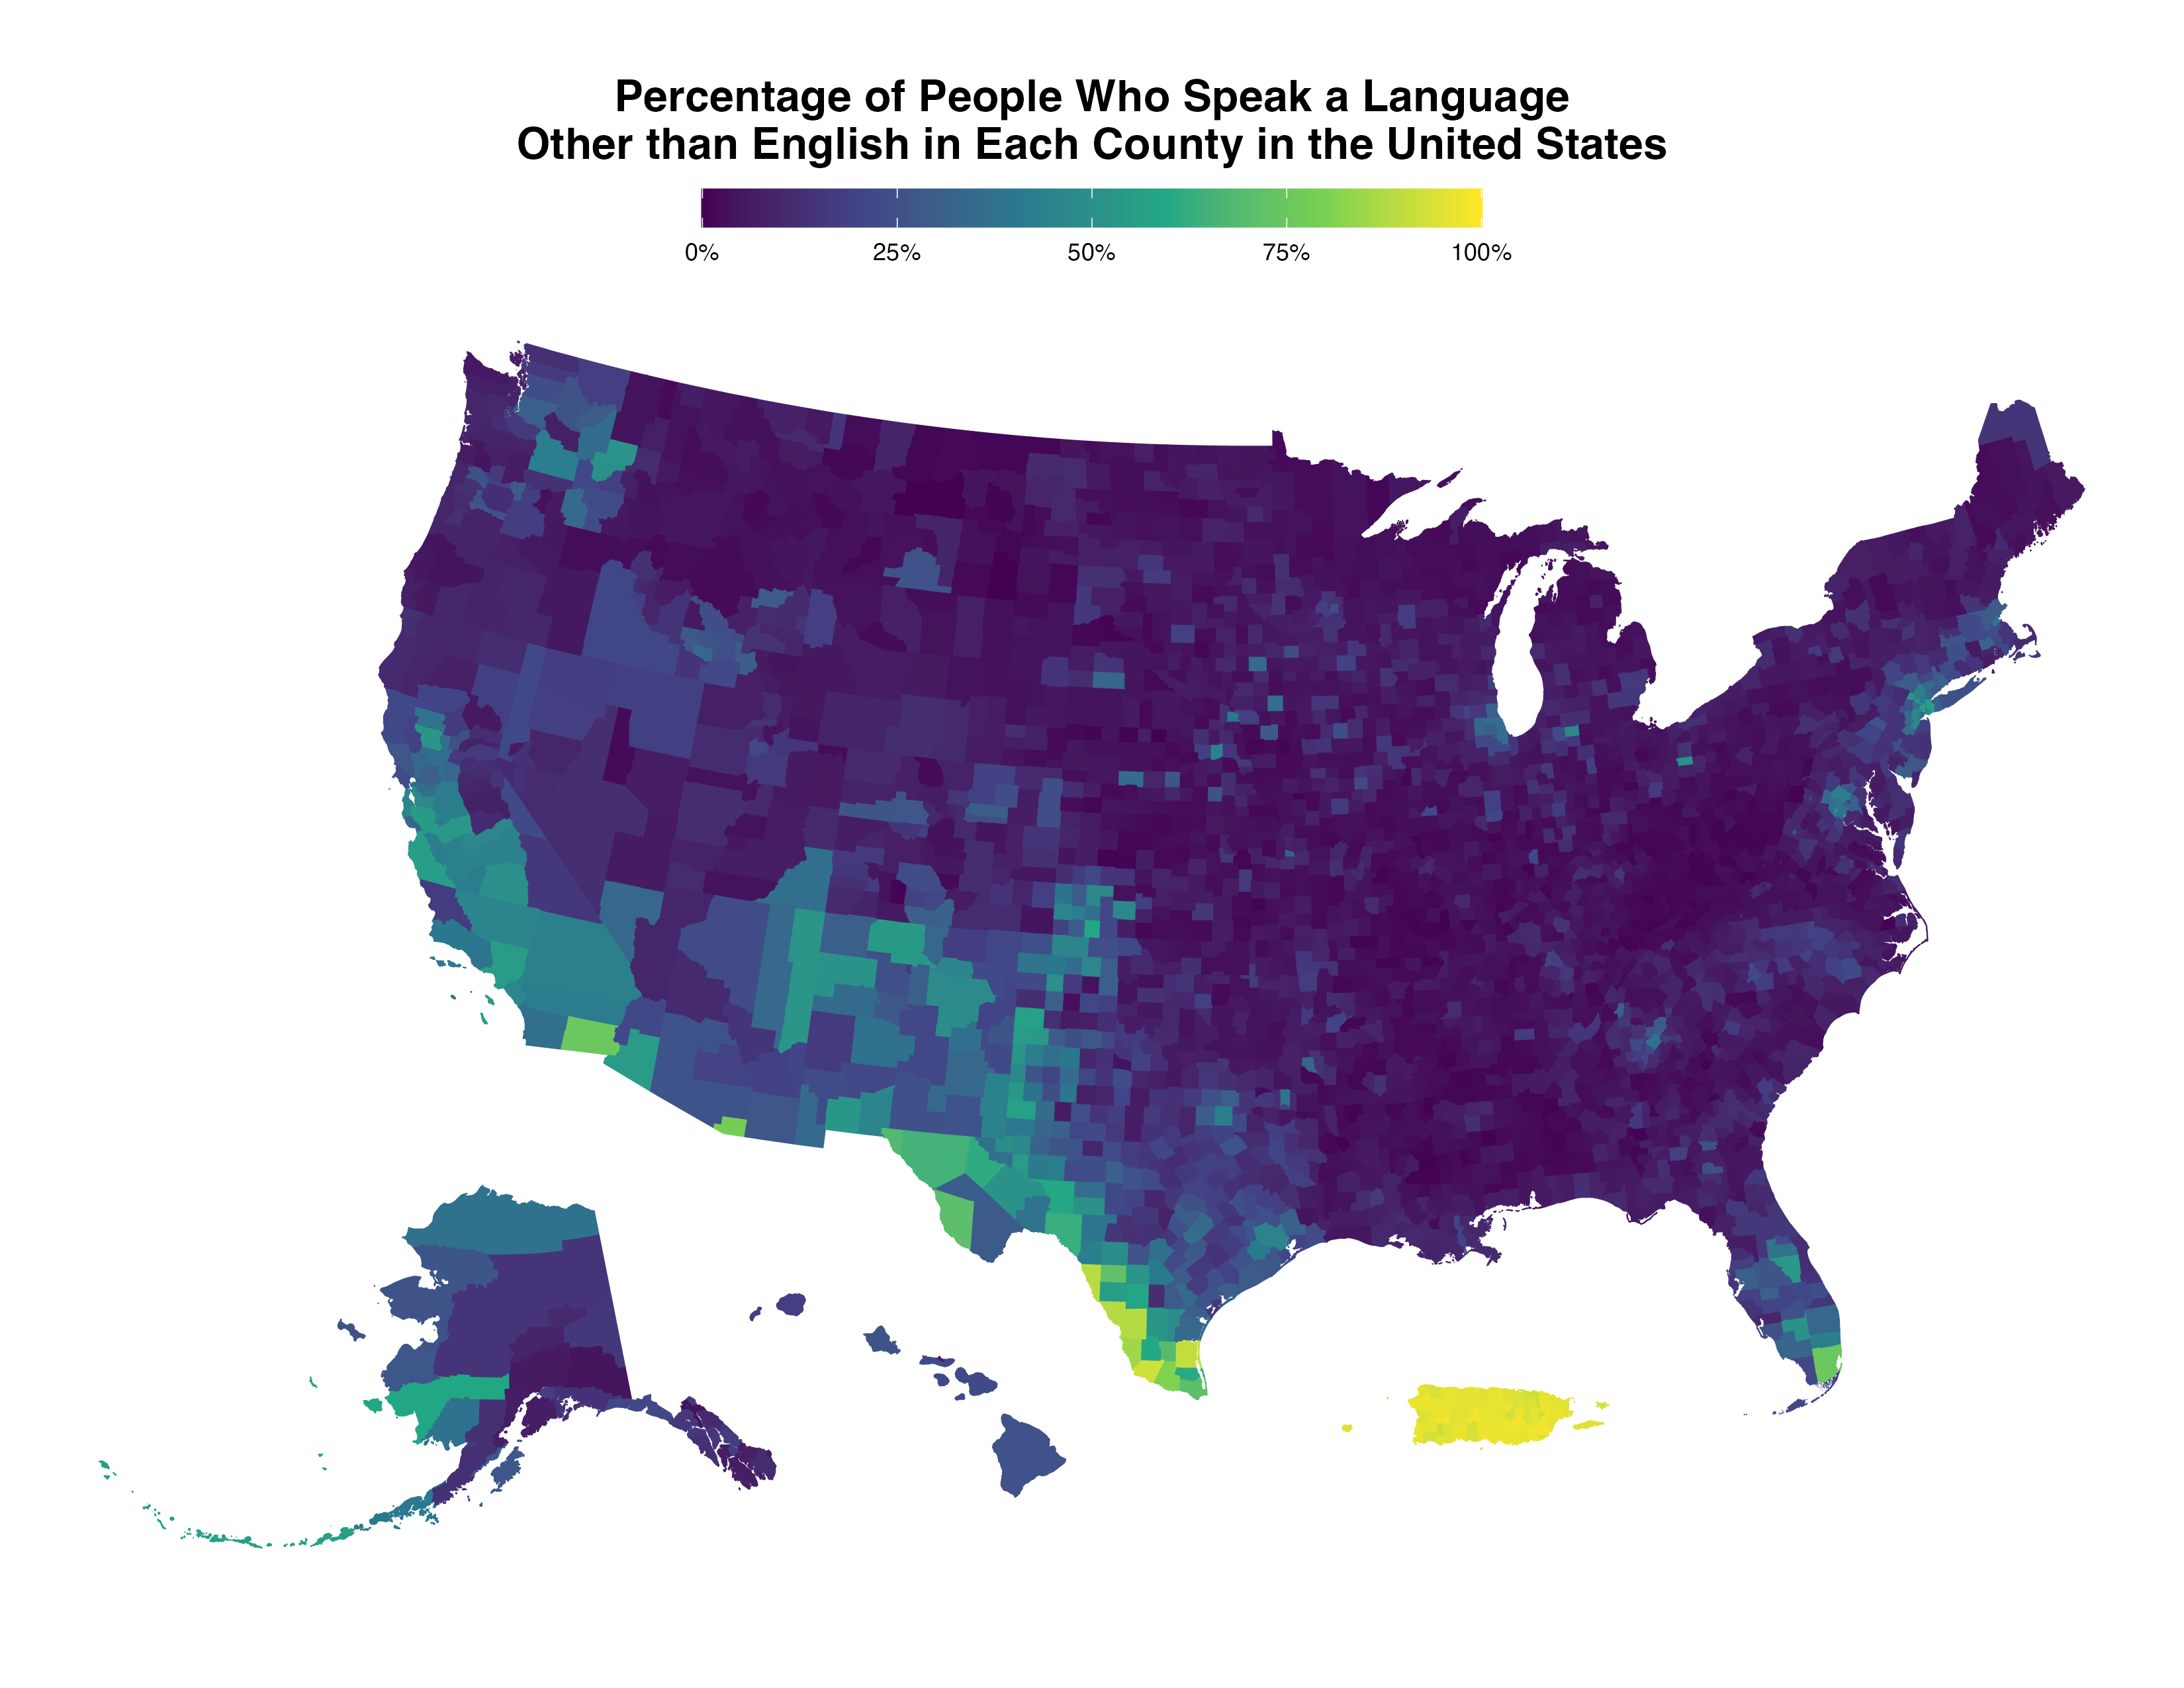 Percentage of People Who Speak a Language
Other than English in Each County in the United States
0% 25% 50% 75% 100%